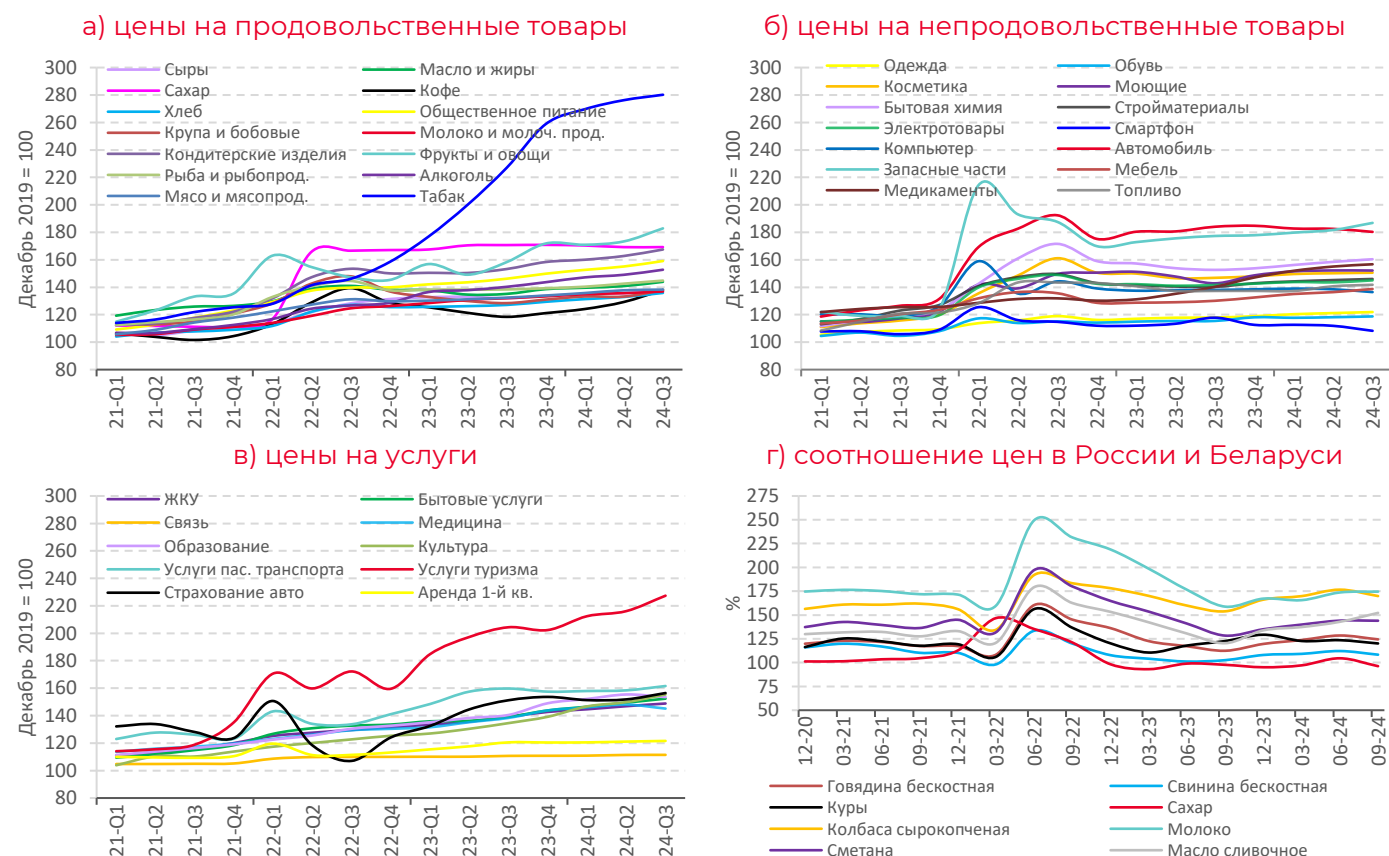 а) цены на продовольственные товары
300
280
260
240
220
200
180
160
140
120
100
80
Декабрь 2019 = 100
Сыры
Масло и жиры
Сахар
Кофе
Хлеб
Общественное питание
Крупа и бобовые
Молоко и молоч. прод.
Кондитерские изделия
Фрукты и овощи
Рыба и рыбопрод.
Алкоголь
Мясо и мясопрод.
Табак
21-Q1
21-Q2
21-Q3
21-Q4
22-Q1
22-Q2
22-Q3
22-Q4
23-Q1
23-Q2
23-Q3
23-Q4
24-Q1
24-Q2
24-Q3
б) цены на непродовольственные товары
300
280
260
240
220
200
180
160
140
120
100
80
Декабрь 2019 = 100
Одежда
Обувь
Косметика
Моющие
Бытовая химия
Стройматериалы
Электротовары
Смартфон
Компьютер
Автомобиль
Запасные части
Мебель
Медикаменты
Топливо
21-Q1
21-Q2
21-Q3
21-Q4
22-Q1
22-Q2
22-Q3
22-Q4
23-Q1
23-Q2
23-Q3
23-Q4
24-Q1
24-Q2
24-Q3
в) цены на услуги
300
280
260
240
220
200
180
160
140
120
100
80
Декабрь 2019 = 100
ЖКУ
Бытовые услуги
Связь
Медицина
Образование
Культура
Услуги пас. транспорта
Услуги туризма
Страхование авто
Аренда 1-й кв.
21-Q1
21-Q2
21-Q3
21-Q4
22-Q1
22-Q2
22-Q3
22-Q4
23-Q1
23-Q2
23-Q3
23-Q4
24-Q1
24-Q2
24-Q3
г) соотношение цен в России и Беларуси
275
250
225
200
175
150
125
100
75
50
%
12-20
03-21
06-21
09-21
12-21
03-22
06-22
09-22
12-22
03-23
06-23
09-23
12-23
03-24
06-24
09-24
Говядина бескостная
Свинина бескостная
Куры
Сахар
Колбаса сырокопченая
Молоко
Сметана
Масло сливочное